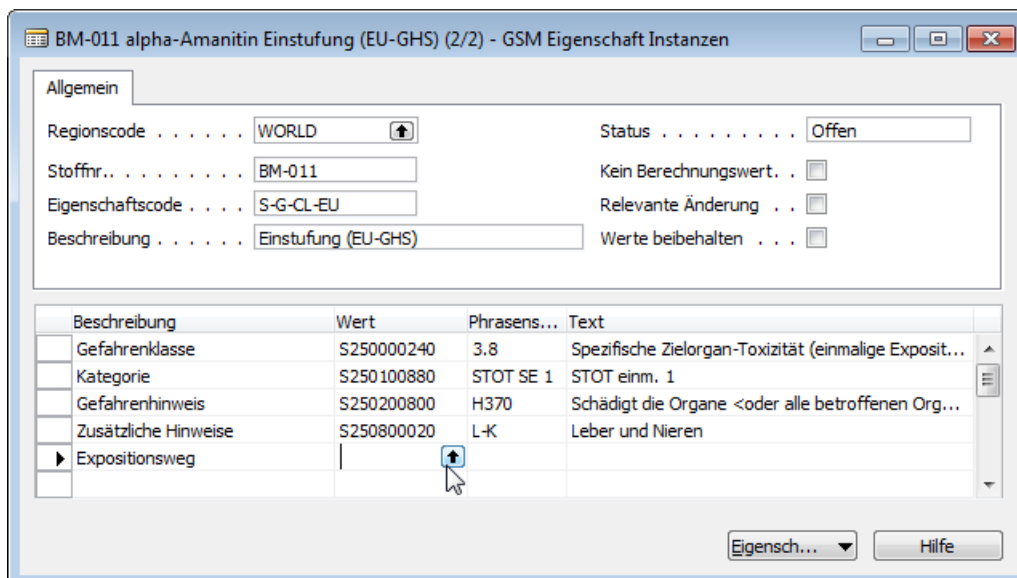 BM-011 alpha-Amanitin Einstufung (EU-GHS) (2/2) - GSM Eigenschaft Instanzen
Allgemein
Regionscode . . . . . . WORLD Status . . . . . . . . . Offen
Stoffnr.. . . . . . . . . BM-011 Kein Berechnungswert. .
Eigenschaftscode . . . . S-G-CL-EU Relevante Änderung . .
Beschreibung . . . . . . Einstufung (EU-GHS) Werte beibehalten . . .
Beschreibung Wert Phrasens... Text
Gefahrenklasse S250000240 3.8 Spezifische Zielorgan-Toxizität (einmalige Exposit...
Kategorie S250100880 STOT SE 1 STOT einm. 1
Gefahrenhinweis S250200800 H370 Schädigt die Organe <oder alle betroffenen Org...
Zusätzliche Hinweise S250800020 L-K Leber und Nieren
Expositionsweg
Eigensch... Hilfe